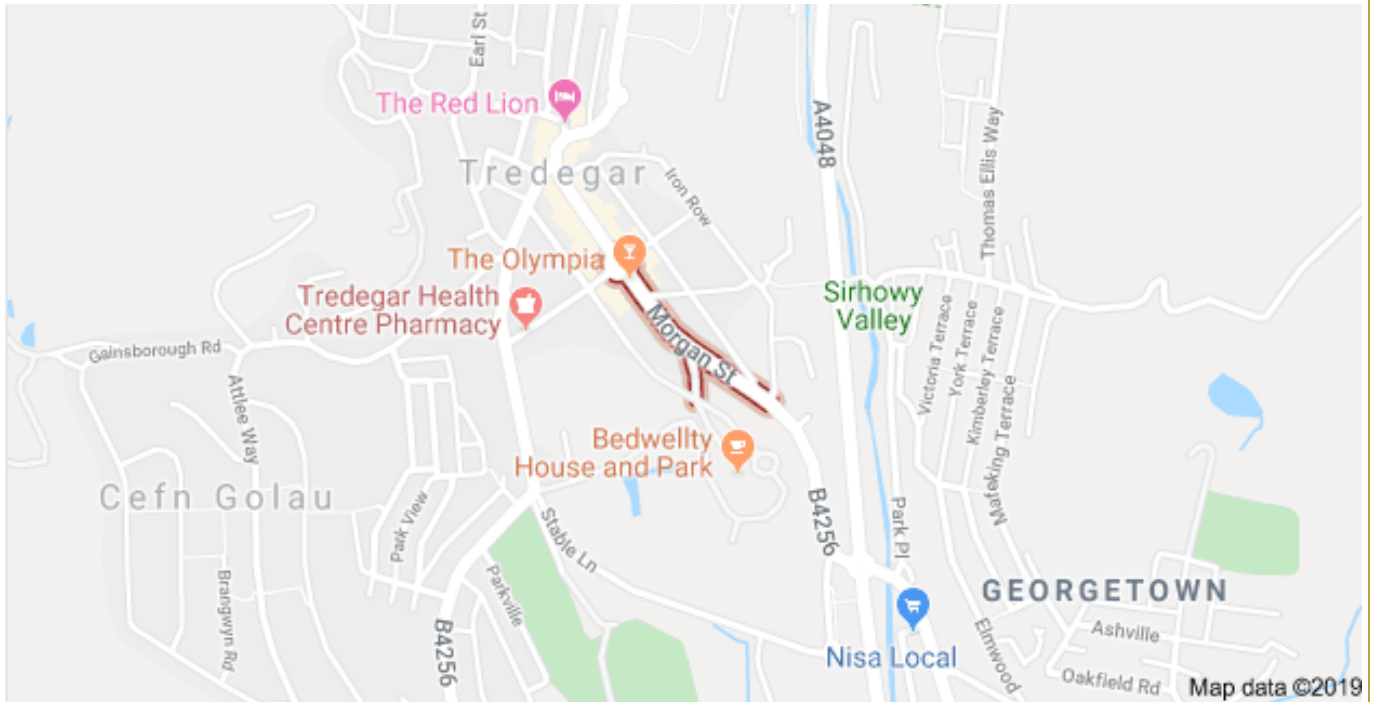 Earl St
The Red Lion
A4048
Thomas Ellis Way
Tredegar
Iron Row
The Olympia
Tredegar Health
Centre Pharmacy
Sirhowy
Valley
Morgan St
Gainsborough Rd
Attlee Way
Victoria Terrace
York Terrace
Kimberley Terrace
Mafeking Terrace
Bedwellty
House and Park
Cefn Golau
Park View
Stable Ln
B4256
Park Pl
Brangwyn Rd
Parkville
B4256
GEORGETOWN
Elmwood
Ashville
Nisa Local
Oakfield Rd
Map data ©2019